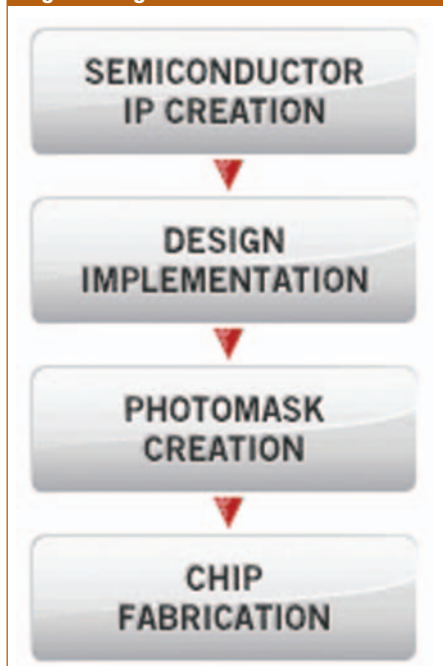 SEMICONDUCTOR
IP CREATION
DESIGN
IMPLEMENTATION
PHOTOMASK
CREATION
CHIP
FABRICATION